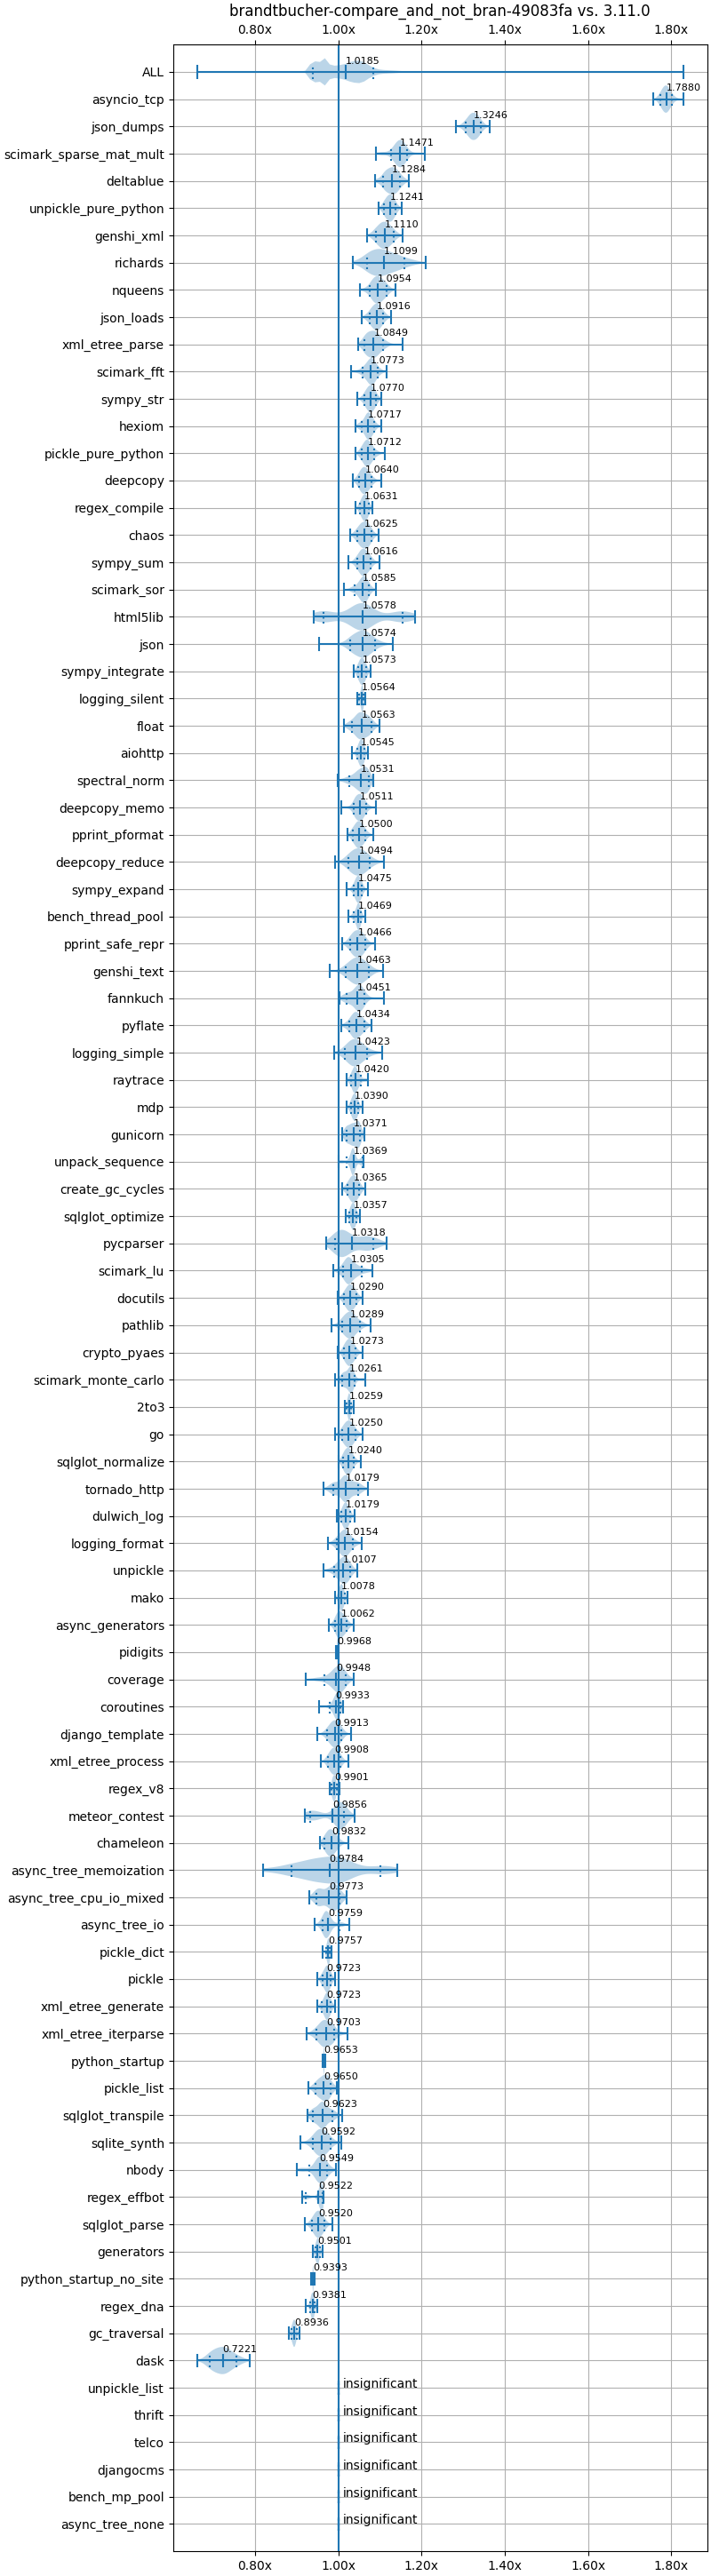 brandtbucher-compare_and_not_bran-49083fa vs. 3.11.0
0.80x 1.00x 1.20x 1.40x 1.60x 1.80x
ALL 1.0185
asyncio_tcp 1.7880
json_dumps 1.3246
scimark_sparse_mat_mult 1.1471
deltablue 1.1284
unpickle_pure_python 1.1241
genshi_xml 1.1110
richards 1.1099
nqueens 1.0954
json_loads 1.0916
xml_etree_parse 1.0849
scimark_fft 1.0773
sympy_str 1.0770
hexiom 1.0717
pickle_pure_python 1.0712
deepcopy 1.0640
regex_compile 1.0631
chaos 1.0625
sympy_sum 1.0616
scimark_sor 1.0585
html5lib 1.0578
json 1.0574
sympy_integrate 1.0573
logging_silent 1.0564
float 1.0563
aiohttp 1.0545
spectral_norm 1.0531
deepcopy_memo 1.0511
pprint_pformat 1.0500
deepcopy_reduce 1.0494
sympy_expand 1.0475
bench_thread_pool 1.0469
pprint_safe_repr 1.0466
genshi_text 1.0463
fannkuch 1.0451
pyflate 1.0434
logging_simple 1.0423
raytrace 1.0420
mdp 1.0390
gunicorn 1.0371
unpack_sequence 1.0369
create_gc_cycles 1.0365
sqlglot_optimize 1.0357
pycparser 1.0318
scimark_lu 1.0305
docutils 1.0290
pathlib 1.0289
crypto_pyaes 1.0273
scimark_monte_carlo 1.0261
2to3 1.0259
go 1.0250
sqlglot_normalize 1.0240
tornado_http 1.0179
dulwich_log 1.0179
logging_format 1.0154
unpickle 1.0107
mako 1.0078
async_generators 1.0062
pidigits 0.9968
coverage 0.9948
coroutines 0.9933
django_template 0.9913
xml_etree_process 0.9908
regex_v8 0.9901
meteor_contest 0.9856
chameleon 0.9832
async_tree_memoization 0.9784
async_tree_cpu_io_mixed 0.9773
async_tree_io 0.9759
pickle_dict 0.9757
pickle 0.9723
xml_etree_generate 0.9723
xml_etree_iterparse 0.9703
python_startup 0.9653
pickle_list 0.9650
sqlglot_transpile 0.9623
sqlite_synth 0.9592
nbody 0.9549
regex_effbot 0.9522
sqlglot_parse 0.9520
generators 0.9501
python_startup_no_site 0.9393
regex_dna 0.9381
gc_traversal 0.8936
dask 0.7221
unpickle_list insignificant
thrift insignificant
telco insignificant
djangocms insignificant
bench_mp_pool insignificant
async_tree_none insignificant
0.80x 1.00x 1.20x 1.40x 1.60x 1.80x